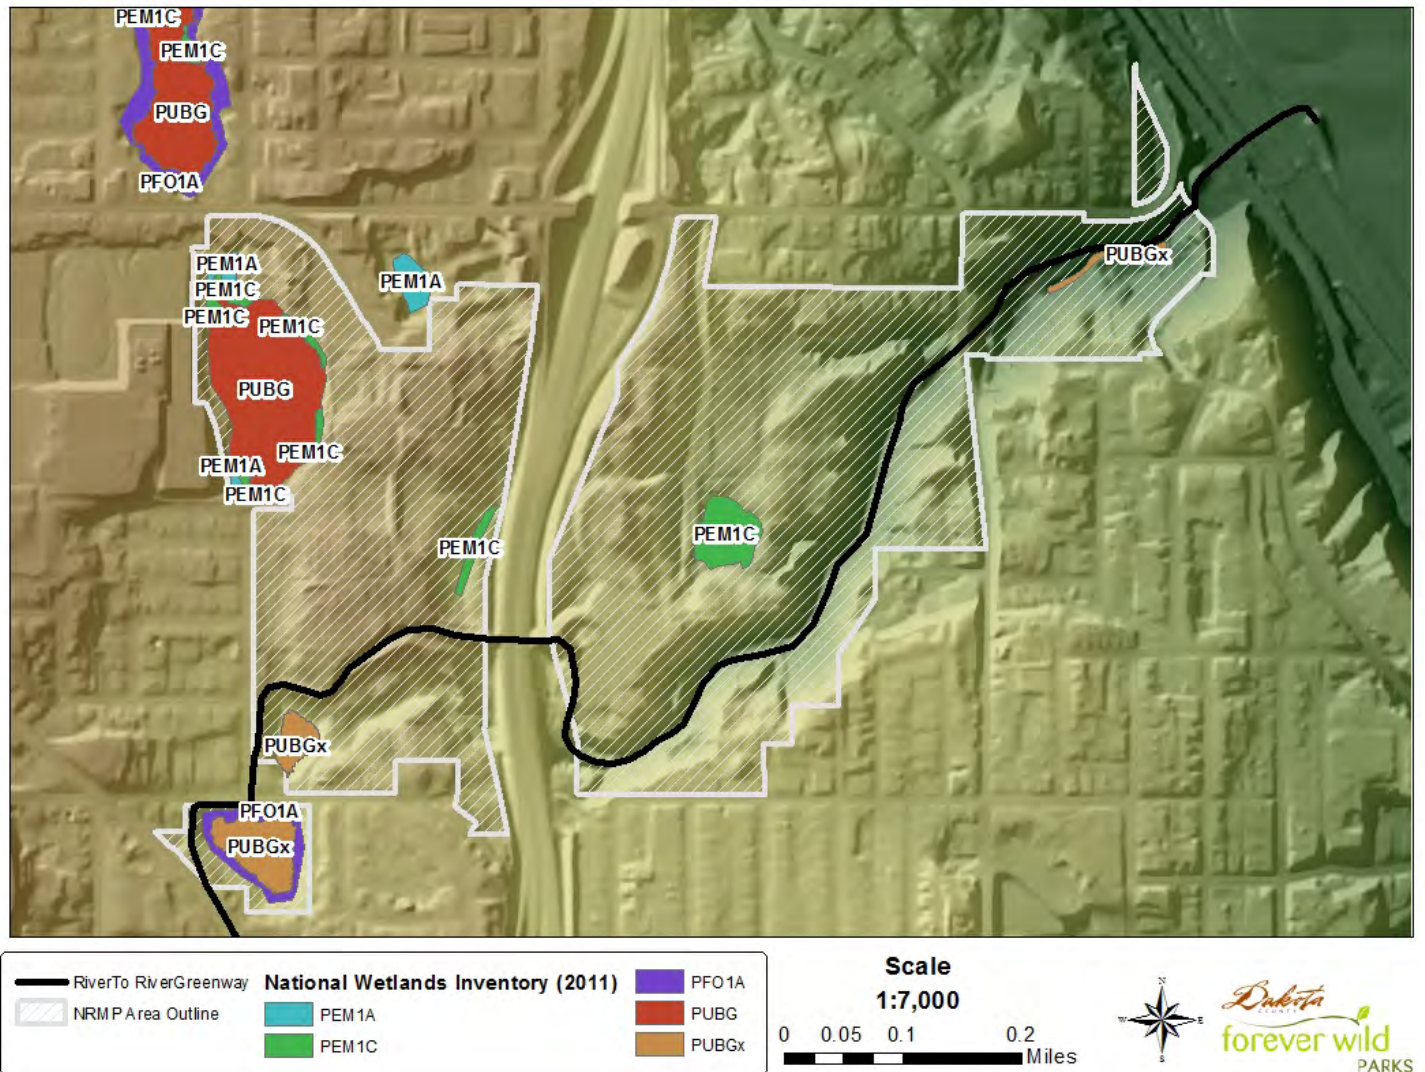 PEM1C
PEM1C
PUBG
PFO1A
PUBGx
PEM1A
PEM1A
PEM1C
PEM1C
PEM1C
PUBG
PEM1C
PEM1A
PEM1C
PEM1C
PEM1C
PUBGx
PFO1A
PUBGx
RiverTo RiverGreenway
NRMP Area Outline
National Wetlands Inventory (2011)
PEM1A
PEM1C
PFO1A
PUBG
PUBGx
Scale
1:7,000
0 0.05 0.1 0.2
Miles
N
W E
S
Dakota
COUNTY
forever wild
PARKS